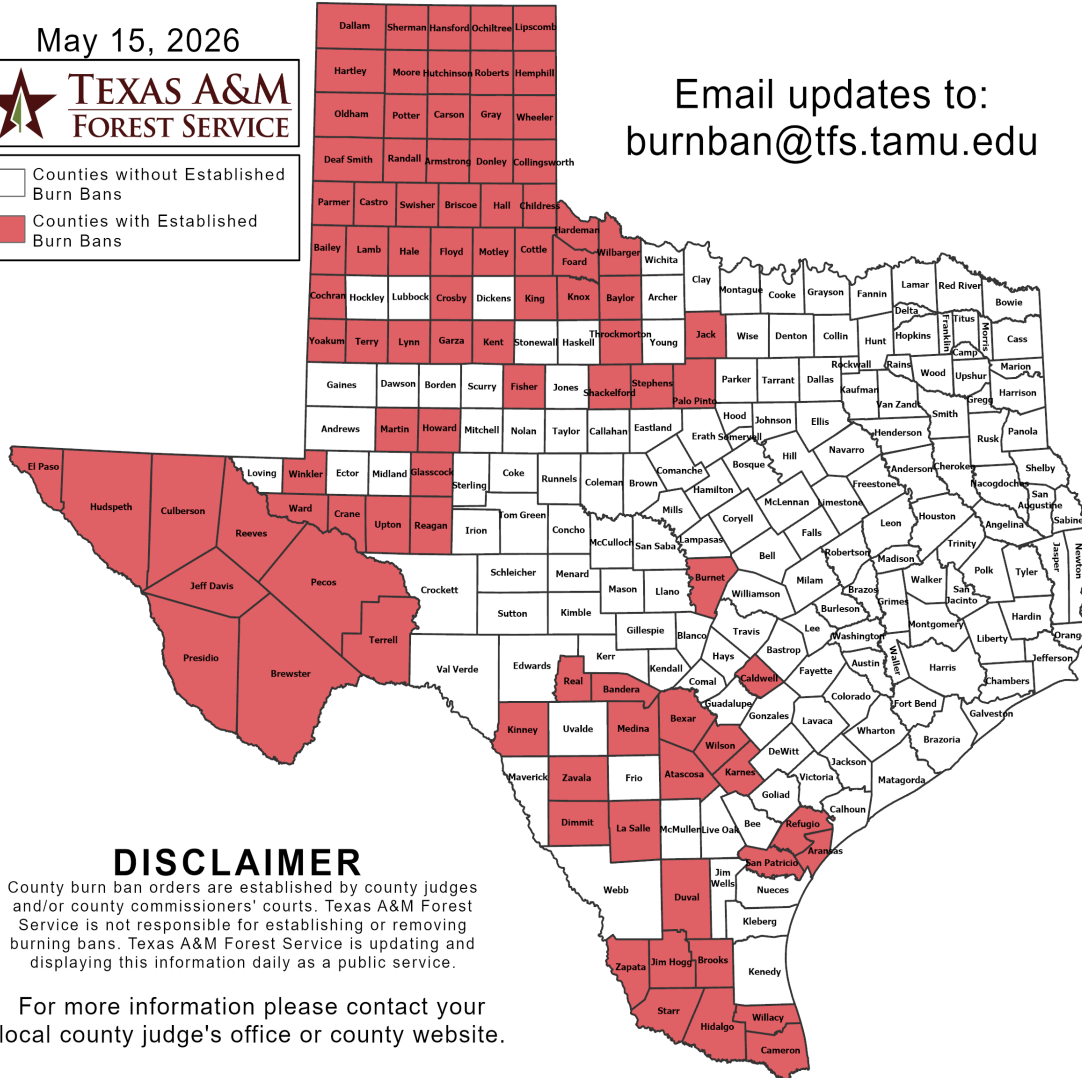 May 15, 2026
TEXAS A&M
FOREST SERVICE
Counties without Established
Burn Bans
Counties with Established
Burn Bans
Email updates to:
burnban@tfs.tamu.edu
Dallam Sherman Hansford Ochiltree Lipscomb
Hartley Moore Hutchinson Roberts Hemphill
Oldham Potter Carson Gray Wheeler
Deaf Smith Randall Armstrong Donley Collingsworth
Parmer Castro Swisher Briscoe Hall Childress
Hardeman
Bailey Lamb Hale Floyd Motley Cottle Foard Wilbarger Wichita
Clay Montague Cooke Grayson Fannin Lamar Red River Bowie
Cochran Hockley Lubbock Crosby Dickens King Knox Baylor Archer
Delta Franklin Titus Morris Cass
Yoakum Terry Lynn Garza Kent Stonewall Haskell Throckmorton Young Jack Wise Denton Collin Hunt Hopkins
Camp
Rockwall Rains Wood Upshur Marion
Gaines Dawson Borden Scurry Fisher Jones Shackelford Stephens Palo Pinto Parker Tarrant Dallas Kaufman Van Zandt Smith Gregg Harrison
Andrews Martin Howard Mitchell Nolan Taylor Callahan Eastland Erath Hood Somervell Johnson Ellis Henderson Rusk Panola
El Paso Hudspeth Culberson Reeves Loving Winkler Ector Midland Glasscock Sterling Coke Runnels Coleman Brown Comanche Bosque Hill Navarro Anderson Cherokee Nacogdoches Shelby
San
Augustine
Sabine
Ward Crane Upton Reagan Irion Tom Green Concho McCulloch San Saba Mills Hamilton Lampasas Coryell McLennan Limestone Freestone Leon Houston Angelina
Falls Robertson Madison Trinity Polk Tyler Jasper Newton
Jeff Davis Pecos Crockett Schleicher Menard Mason Llano Burnet Bell Williamson Milam Brazos Grimes Walker
San
Jacinto
Hardin
Presidio Brewster Terrell Sutton Kimble Gillespie Blanco Travis Lee Burleson Washington Montgomery Liberty Orange
Val Verde Edwards Kerr Kendall Hays Bastrop Fayette Austin Waller Harris Chambers Jefferson
Real Bandera Comal Caldwell Guadalupe Colorado Fort Bend Galveston
Kinney Uvalde Medina Bexar Wilson Gonzales Lavaca Wharton Brazoria
Maverick Zavala Frio Atascosa Karnes DeWitt Victoria Jackson Matagorda
Dimmit La Salle McMullen Live Oak Bee Goliad Refugio Calhoun
Aransas
San Patricio
Webb Duval
Jim
Wells
Nueces
Kleberg
Zapata Jim Hogg Brooks Kenedy
Starr Hidalgo Willacy
Cameron
DISCLAIMER
County burn ban orders are established by county judges
and/or county commissioners' courts. Texas A&M Forest
Service is not responsible for establishing or removing
burning bans. Texas A&M Forest Service is updating and
displaying this information daily as a public service.
For more information please contact your
local county judge's office or county website.